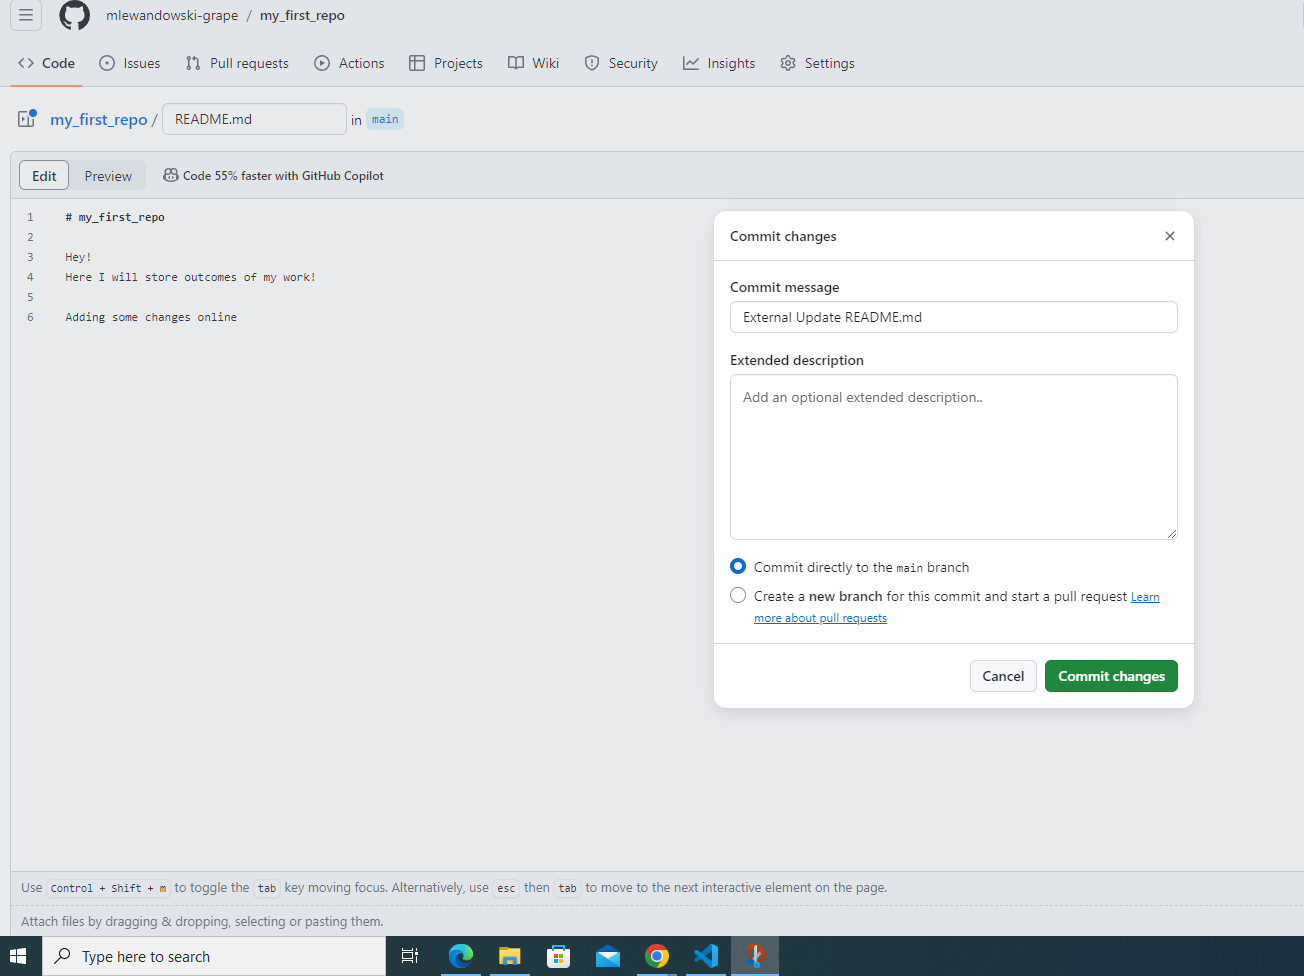 mlewandowski-grape / my_first_repo
Code Issues Pull requests Actions Projects Wiki Security Insights Settings
my_first_repo / README.md in main
Edit Preview Code 55% faster with GitHub Copilot
1 # my_first_repo
2
3 Hey!
4 Here I will store outcomes of my work!
5
6 Adding some changes online
Commit changes
Commit message
External Update README.md
Extended description
Add an optional extended description..
Commit directly to the main branch
Create a new branch for this commit and start a pull request Learn
more about pull requests
Cancel Commit changes
Use Control + Shift + m to toggle the tab key moving focus. Alternatively, use esc then tab to move to the next interactive element on the page.
Attach files by dragging & dropping, selecting or pasting them.
Type here to search